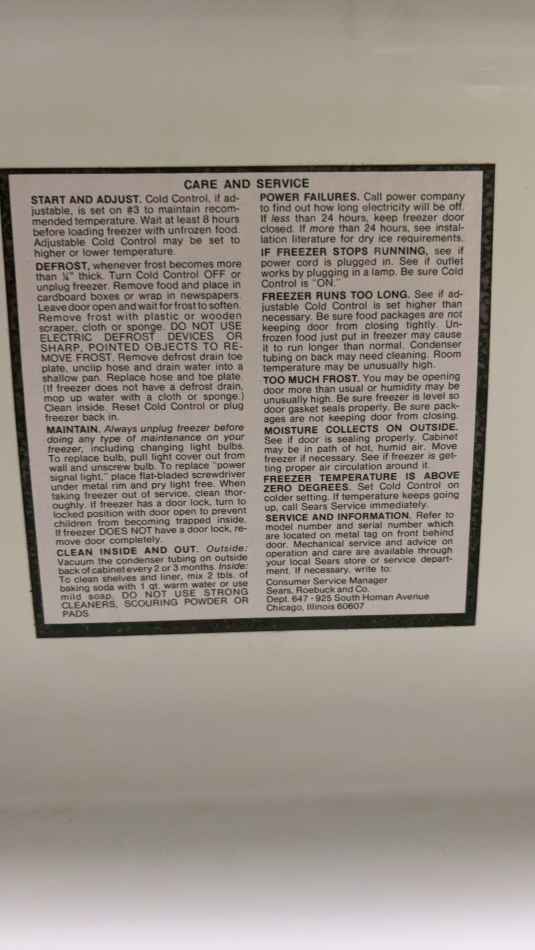 CARE AND SERVICE
START AND ADJUST. Cold Control, if ad-
justable, is set on #3 to maintain recom-
mended temperature. Wait at least 8 hours
before loading freezer with unfrozen food.
Adjustable Cold Control may be set to
higher or lower temperature.
DEFROST, whenever frost becomes more
than ¼" thick. Turn Cold Control OFF or
unplug freezer. Remove food and place in
cardboard boxes or wrap in newspapers.
Leave door open and wait for frost to soften.
Remove frost with plastic or wooden
scraper, cloth or sponge. DO NOT USE
ELECTRIC DEFROST DEVICES OR
SHARP, POINTED OBJECTS TO RE-
MOVE FROST. Remove defrost drain toe
plate, unclip hose and drain water into a
shallow pan. Replace hose and toe plate.
(If freezer does not have a defrost drain,
mop up water with a cloth or sponge.)
Clean inside. Reset Cold Control or plug
freezer back in.
MAINTAIN. Always unplug freezer before
doing any type of maintenance on your
freezer, including changing light bulbs.
To replace bulb, pull light cover out from
wall and unscrew bulb. To replace "power
signal light," place flat-bladed screwdriver
under metal rim and pry light free. When
taking freezer out of service, clean thor-
oughly. If freezer has a door lock, turn to
locked position with door open to prevent
children from becoming trapped inside.
If freezer DOES NOT have a door lock, re-
move door completely.
CLEAN INSIDE AND OUT. Outside:
Vacuum the condenser tubing on outside
back of cabinet every 2 or 3 months. Inside:
To clean shelves and liner, mix 2 tbls. of
baking soda with 1 qt. warm water or use
mild soap. DO NOT USE STRONG
CLEANERS, SCOURING POWDER OR
PADS.
POWER FAILURES. Call power company
to find out how long electricity will be off.
If less than 24 hours, keep freezer door
closed. If more than 24 hours, see instal-
lation literature for dry ice requirements.
IF FREEZER STOPS RUNNING, see if
power cord is plugged in. See if outlet
works by plugging in a lamp. Be sure Cold
Control is "ON."
FREEZER RUNS TOO LONG. See if ad-
justable Cold Control is set higher than
necessary. Be sure food packages are not
keeping door from closing tightly. Un-
frozen food just put in freezer may cause
it to run longer than normal. Condenser
tubing on back may need cleaning. Room
temperature may be unusually high.
TOO MUCH FROST. You may be opening
door more than usual or humidity may be
unusually high. Be sure freezer is level so
door gasket seals properly. Be sure pack-
ages are not keeping door from closing.
MOISTURE COLLECTS ON OUTSIDE.
See if door is sealing properly. Cabinet
may be in path of hot, humid air. Move
freezer if necessary. See if freezer is get-
ting proper air circulation around it.
FREEZER TEMPERATURE IS ABOVE
ZERO DEGREES. Set Cold Control on
colder setting. If temperature keeps going
up, call Sears Service immediately.
SERVICE AND INFORMATION. Refer to
model number and serial number which
are located on metal tag on front behind
door. Mechanical service and advice on
operation and care are available through
your local Sears store or service depart-
ment. If necessary, write to:
Consumer Service Manager
Sears, Roebuck and Co.
Dept. 647 - 925 South Homan Avenue
Chicago, Illinois 60607